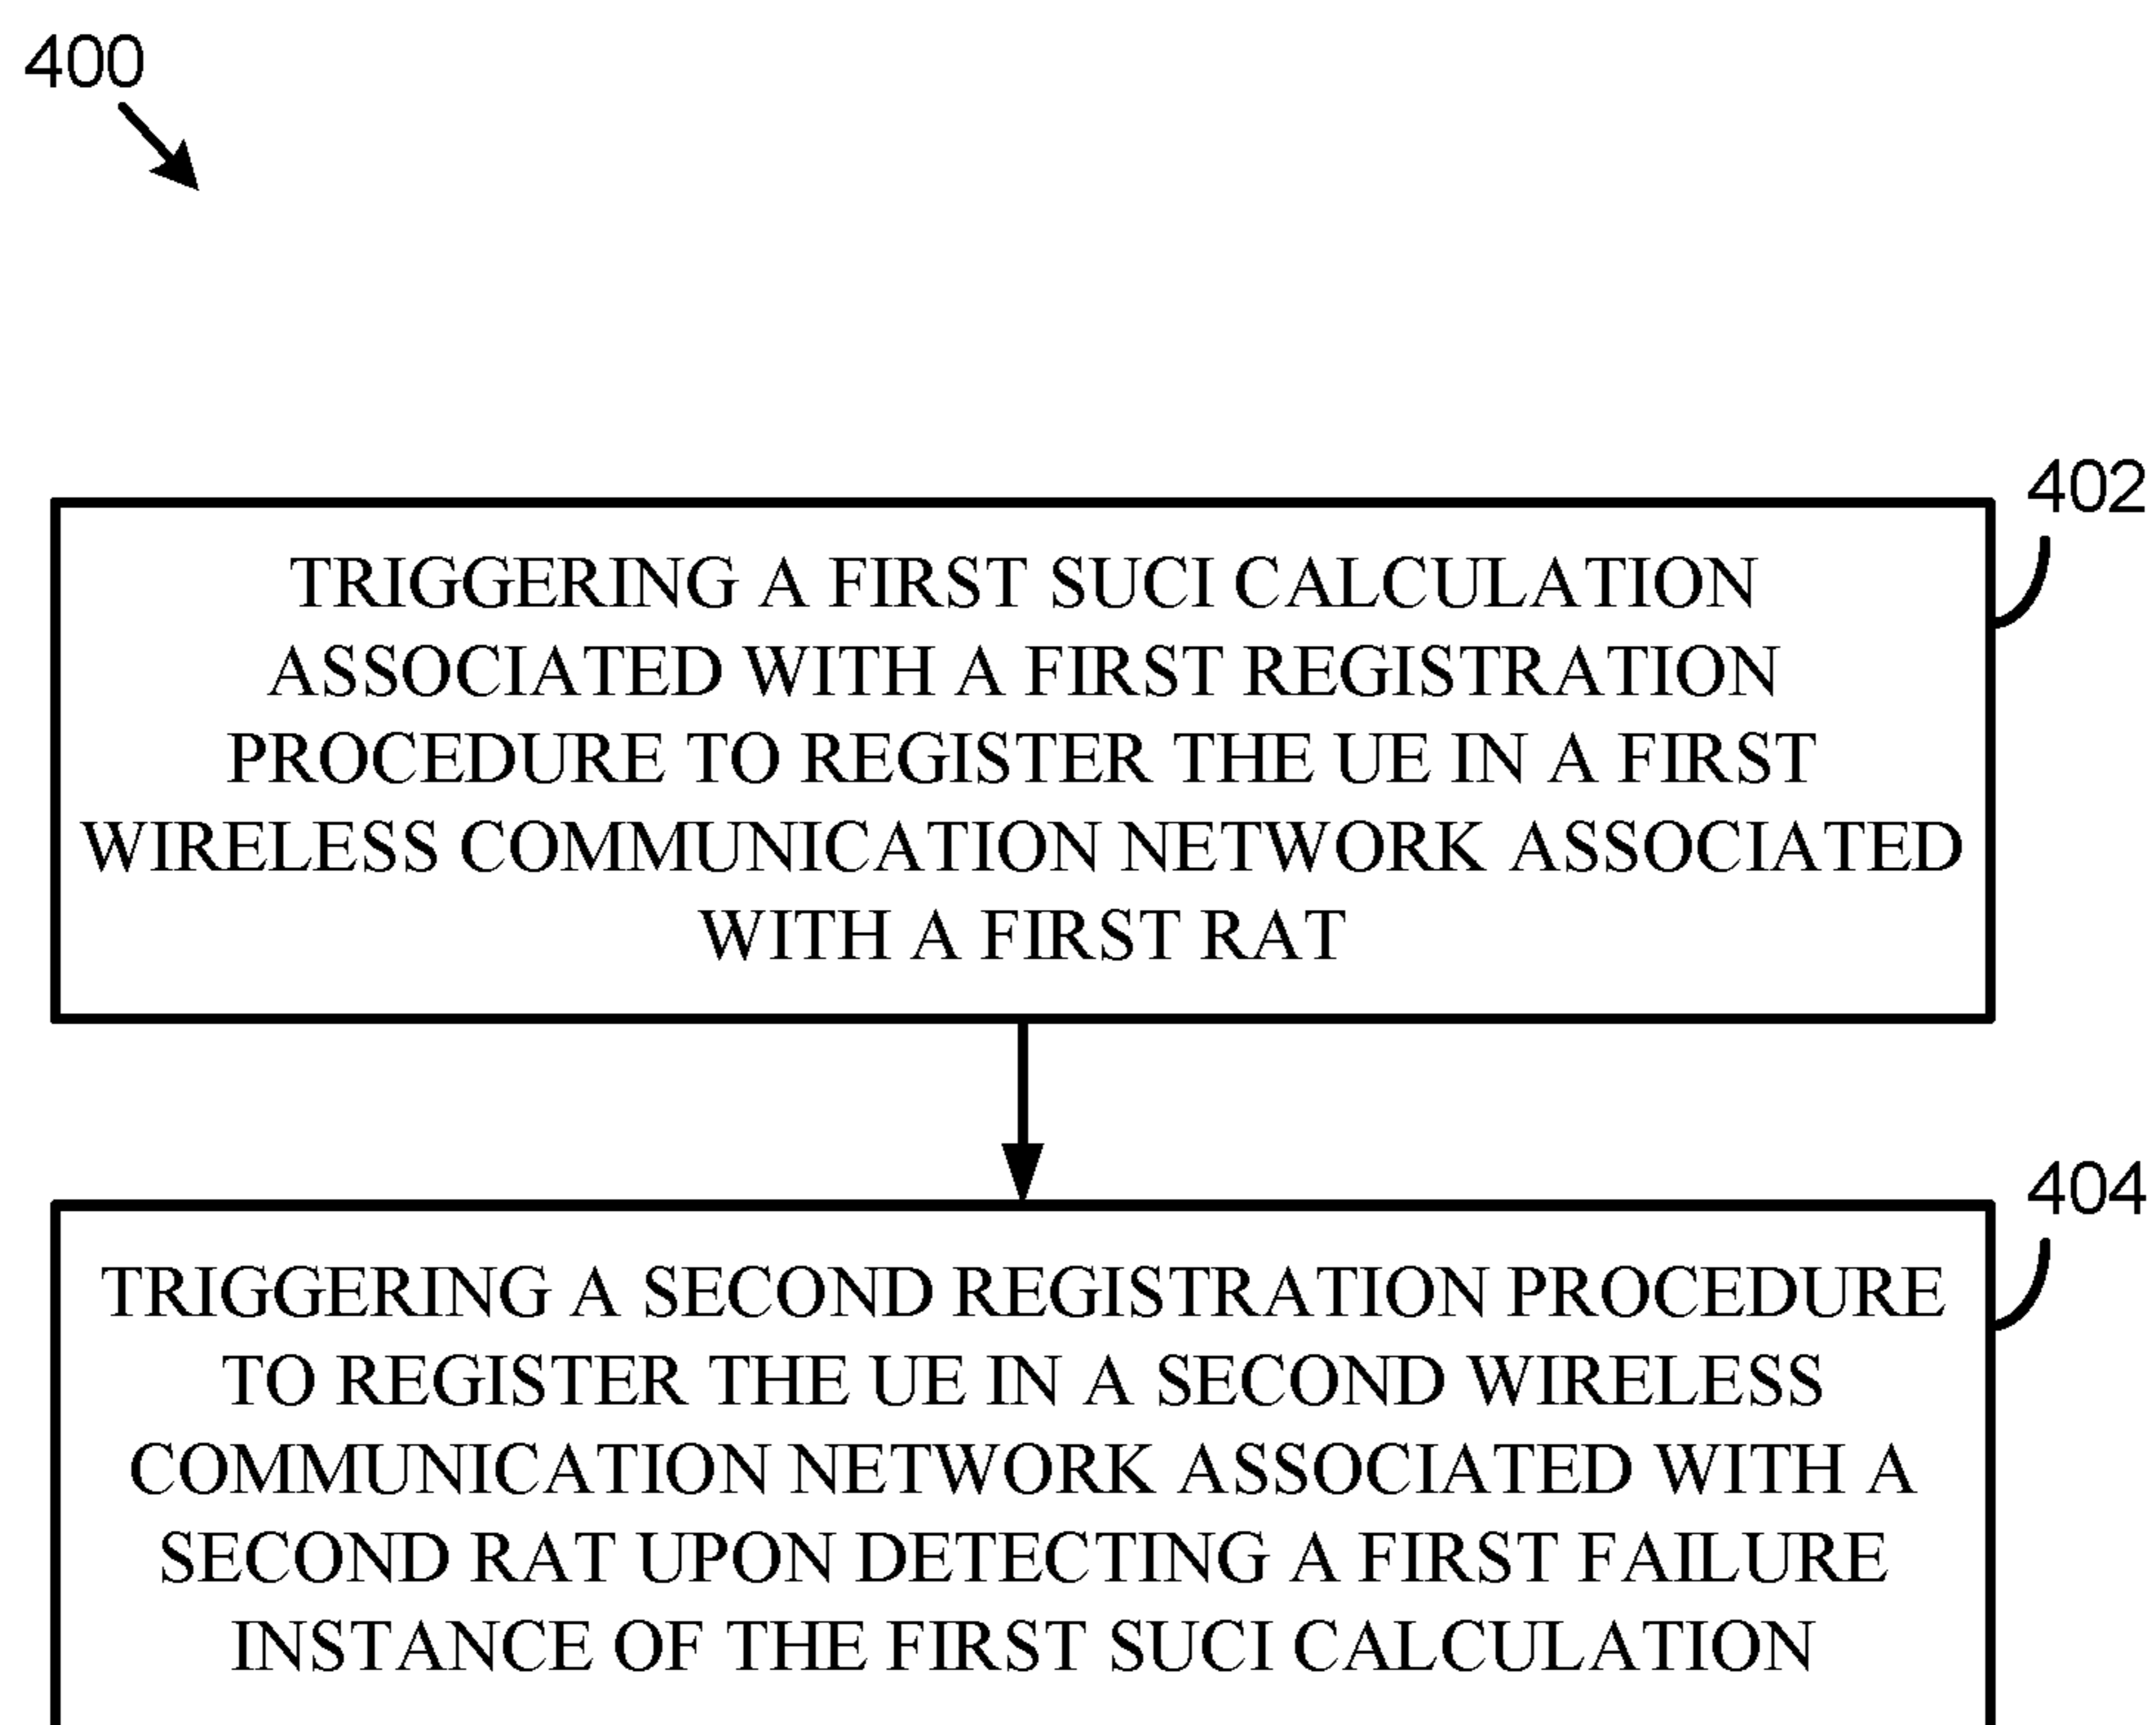 400
402
TRIGGERING A FIRST SUCI CALCULATION
ASSOCIATED WITH A FIRST REGISTRATION
PROCEDURE TO REGISTER THE UE IN A FIRST
WIRELESS COMMUNICATION NETWORK ASSOCIATED
WITH A FIRST RAT
404
TRIGGERING A SECOND REGISTRATION PROCEDURE
TO REGISTER THE UE IN A SECOND WIRELESS
COMMUNICATION NETWORK ASSOCIATED WITH A
SECOND RAT UPON DETECTING A FIRST FAILURE
INSTANCE OF THE FIRST SUCI CALCULATION